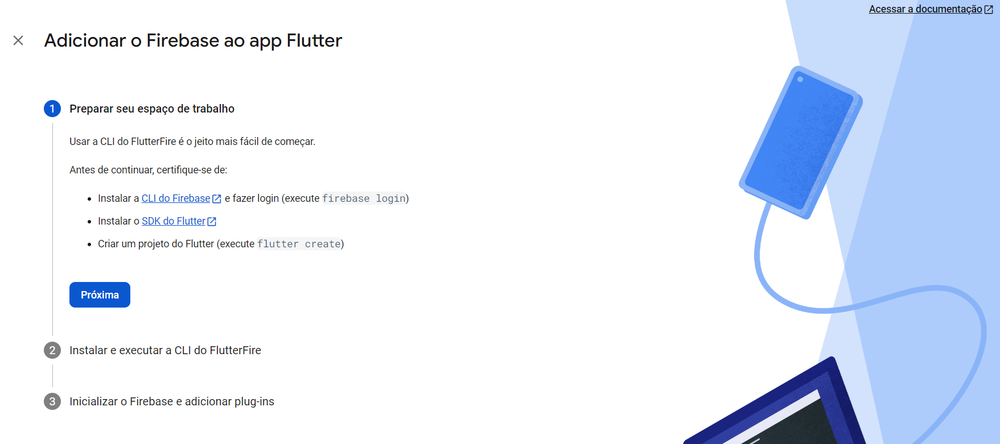 Acessar a documentação
Adicionar o Firebase ao app Flutter
1 Preparar seu espaço de trabalho
Usar a CLI do FlutterFire é o jeito mais fácil de começar.
Antes de continuar, certifique-se de:
• Instalar a CLI do Firebase e fazer login (execute firebase login)
• Instalar o SDK do Flutter
• Criar um projeto do Flutter (execute flutter create)
Próxima
2 Instalar e executar a CLI do FlutterFire
3 Inicializar o Firebase e adicionar plug-ins